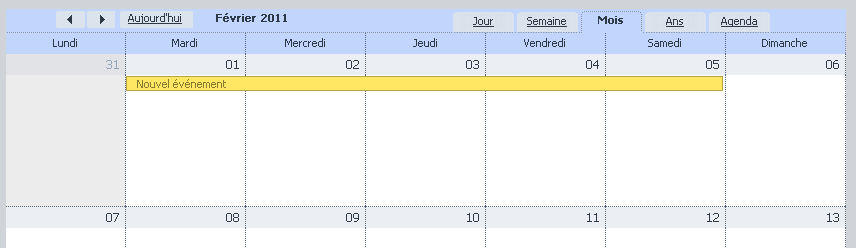 Aujourd'hui Février 2011 Jour Semaine Mois Ans Agenda
Lundi Mardi Mercredi Jeudi Vendredi Samedi Dimanche
31 01 02 03 04 05 06
Nouvel événement
07 08 09 10 11 12 13